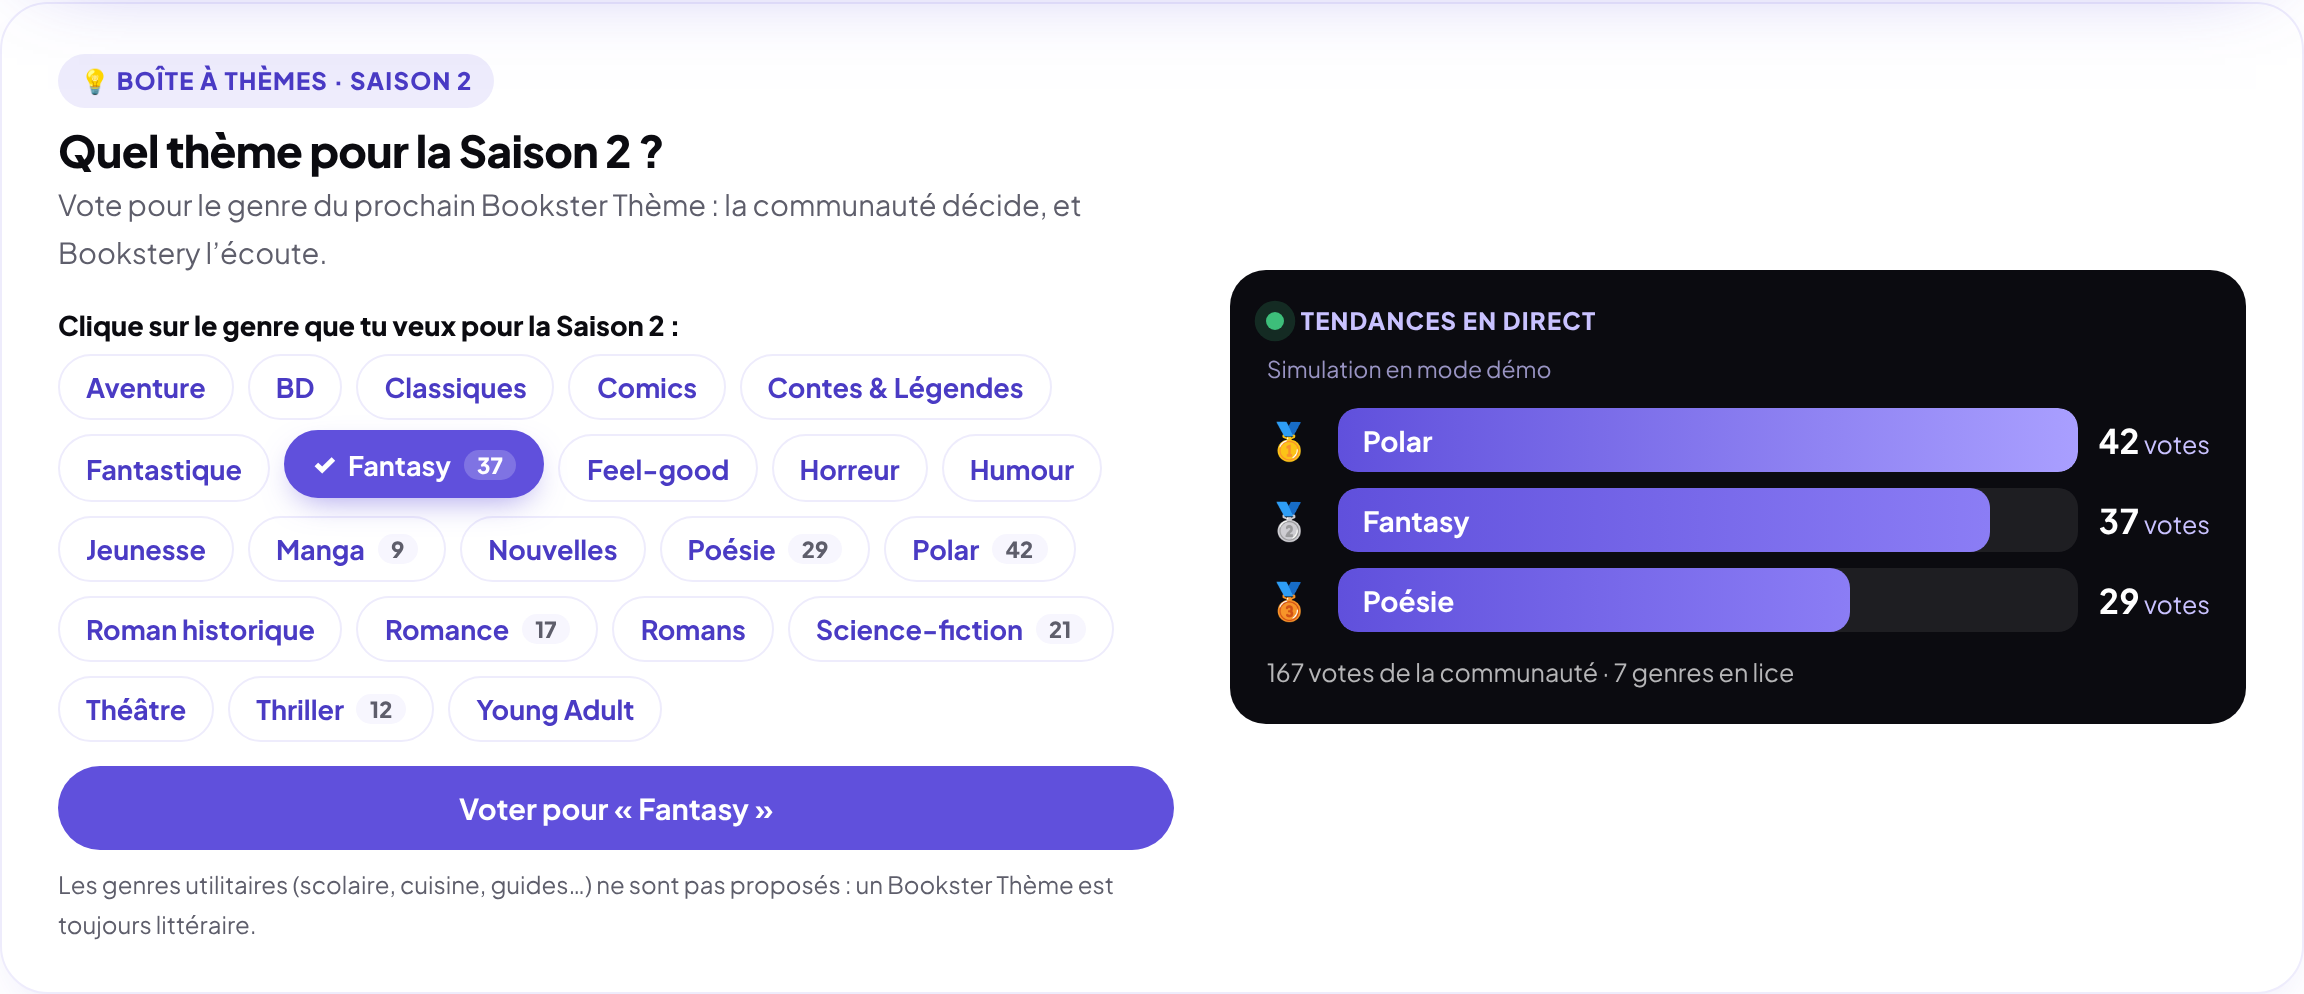 💡 BOÎTE À THÈMES · SAISON 2
Quel thème pour la Saison 2 ?
Vote pour le genre du prochain Bookster Thème : la communauté décide, et
Bookstery l’écoute.
Clique sur le genre que tu veux pour la Saison 2 :
Aventure BD Classiques Comics Contes & Légendes
Fantastique ✓ Fantasy 37 Feel-good Horreur Humour
Jeunesse Manga 9 Nouvelles Poésie 29 Polar 42
Roman historique Romance 17 Romans Science-fiction 21
Théâtre Thriller 12 Young Adult
Voter pour « Fantasy »
Les genres utilitaires (scolaire, cuisine, guides…) ne sont pas proposés : un Bookster Thème est
toujours littéraire.
TENDANCES EN DIRECT
Simulation en mode démo
🥇 Polar 42 votes
🥈 Fantasy 37 votes
🥉 Poésie 29 votes
167 votes de la communauté · 7 genres en lice